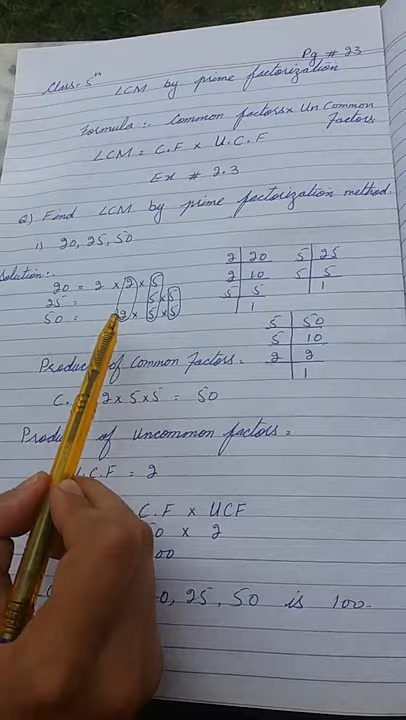 Pg # 23
Class: 5th LCM by prime factorization
Formula:- Common factors x Un Common Factors
LCM = C.F x U.C.F
Ex # 2.3
Q) Find LCM by prime factorization method.
1) 20, 25, 50
Solution:-
20 = 2 x 2 x 5
25 = 5 x 5
50 = 2 x 5 x 5
2 | 20
2 | 10
5 | 5
1
5 | 25
5 | 5
1
5 | 50
5 | 10
2 | 2
1
Product of Common Factors.
C. 2 x 5 x 5 = 50
Product of Uncommon factors =
.C.F = 2
C.F x UCF
0 x 2
00
0, 25, 50 is 100.